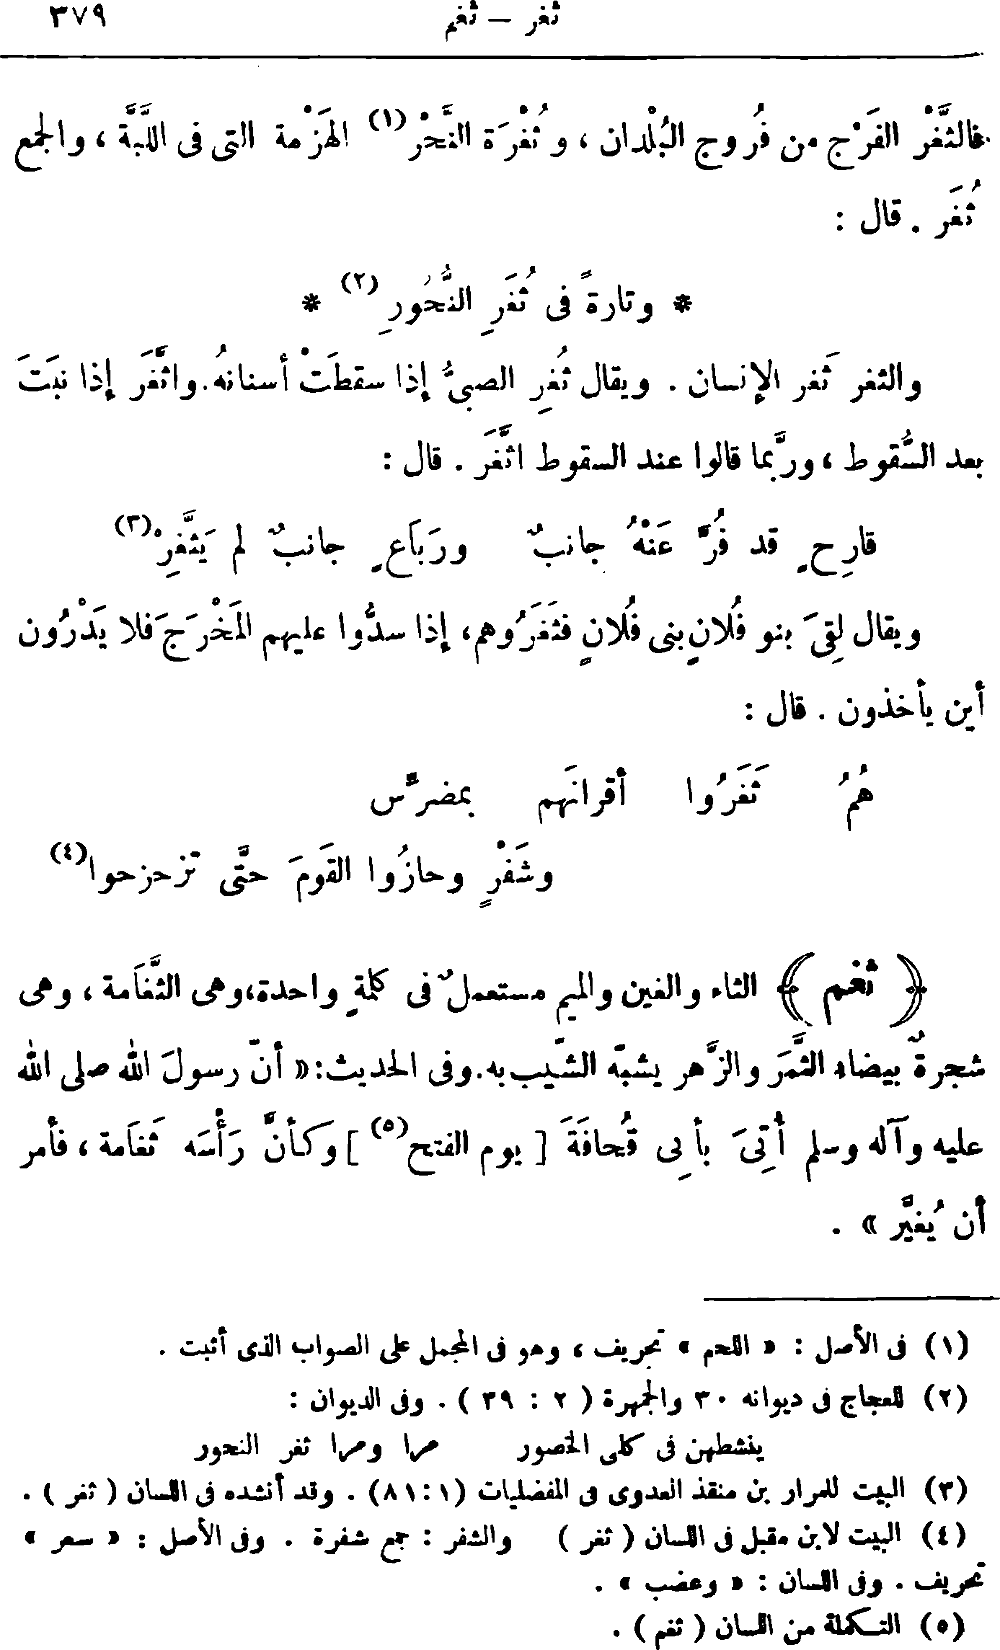 ثغر — ثغم ٣٧٩
فالثَّغْر الفَرْج من فُروج البُلْدان ، وثُغْرَة النَّحْر(١) الهَزْمة التى فى اللَّبَّة ، والجمع
ثُغَر . قال :
* وتارةً فى ثُغَرِ النُّحُورِ(٢) *
والثغر ثَغر الإنسان . ويقال ثُغِر الصبىُّ إذا سقطَتْ أسنانهُ . واثَّغَرَ إذا نبَتَ
بعد السُّقوط ، وربَّما قالوا عند السقوط اثَّغَرَ . قال :
قارِحٍ قد فُرَّ عَنْهُ جانبٌ ورَبَاعٍ جانبٌ لم يَثَّغِرْ(٣)
ويقال لِقىَ بنو فُلانٍ بنى فُلانٍ فثَغَرُوهم، إذا سدُّوا عليهم المَخْرَجَ فلا يَدْرُون
أين يأخذون . قال :
هُمُ ثَغَرُوا أقرانَهم بمضرَّس
وشَفْرٍ وحازُوا القَومَ حتَّى تزحزحوا(٤)
﴿ ثغم ﴾ الثاء والغين والميم مستعملٌ فى كلمةٍ واحدة، وهى الثَّغَامة ، وهى
شجرةٌ بيضاء الثَّمَر والزَّهر يشبّه الشّيب به. وفى الحديث: « أنّ رسولَ الله صلى الله
عليه وآله وسلم أُتِىَ بأبِى قُحافَةَ [ يوم الفتح(٥) ] وكأنَّ رَأْسَه ثَغامة ، فأمر
أن يُغيَّر » .
(١) فى الأصل : « اللحم » تحريف ، وهو فى المجمل على الصواب الذى أثبت .
(٢) للعجاج فى ديوانه ٣٠ والجمهرة ( ٢ : ٣٩ ) . وفى الديوان :
ينشطهن فى كلى الخصور مرا ومرا ثغر النحور
(٣) البيت للمرار بن منقذ العدوى فى المفضليات (١ : ٨١) . وقد أنشده فى اللسان ( ثغر ) .
(٤) البيت لابن مقبل فى اللسان ( ثغر ) والشفر : جمع شفرة . وفى الأصل : « سعر »
تحريف . وفى اللسان : « وعضب » .
(٥) التكملة من اللسان ( ثغم ) .